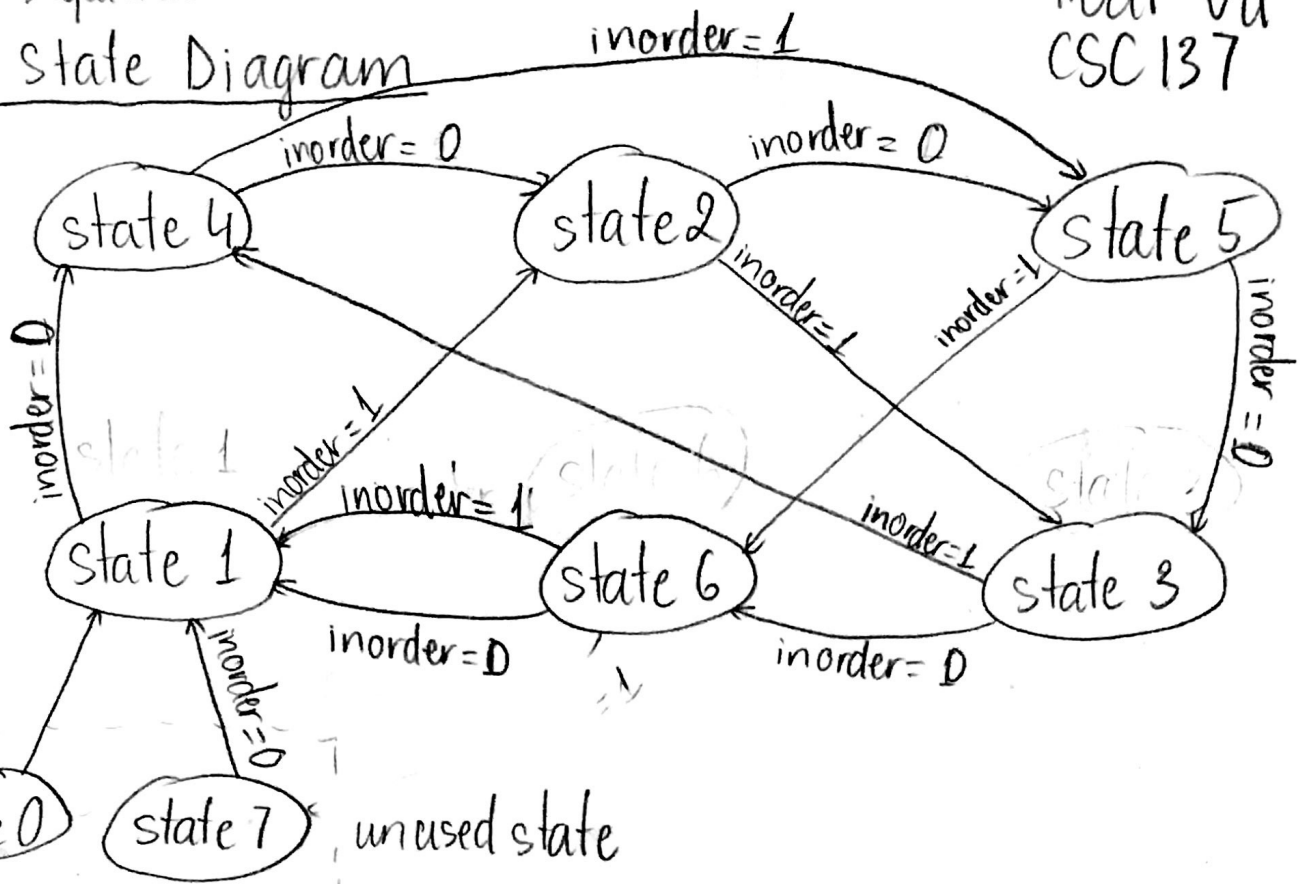 State Diagram
CSC 137
inorder = 1
inorder = 0
inorder = 0
state 4
state 2
state 5
inorder = 0
inorder = 1
inorder = 1
inorder = 1
inorder = 0
inorder = 1
inorder = 1
state 1
state 6
state 3
inorder = 0
inorder = 0
inorder = 0
0
state 7
unused state